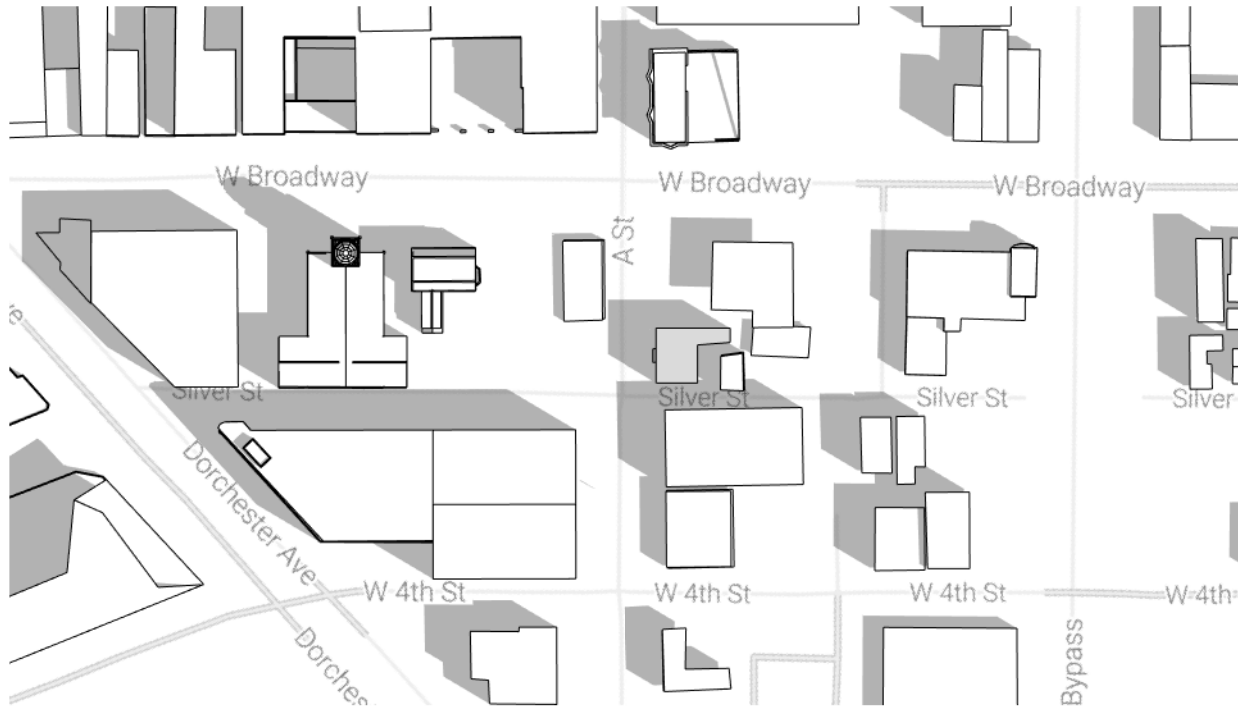 W Broadway
W Broadway
W Broadway
A St
Silver St
Silver St
Silver St
Silver
Dorchester Ave
W 4th St
W 4th St
W 4th St
W 4th
Dorches
Bypass